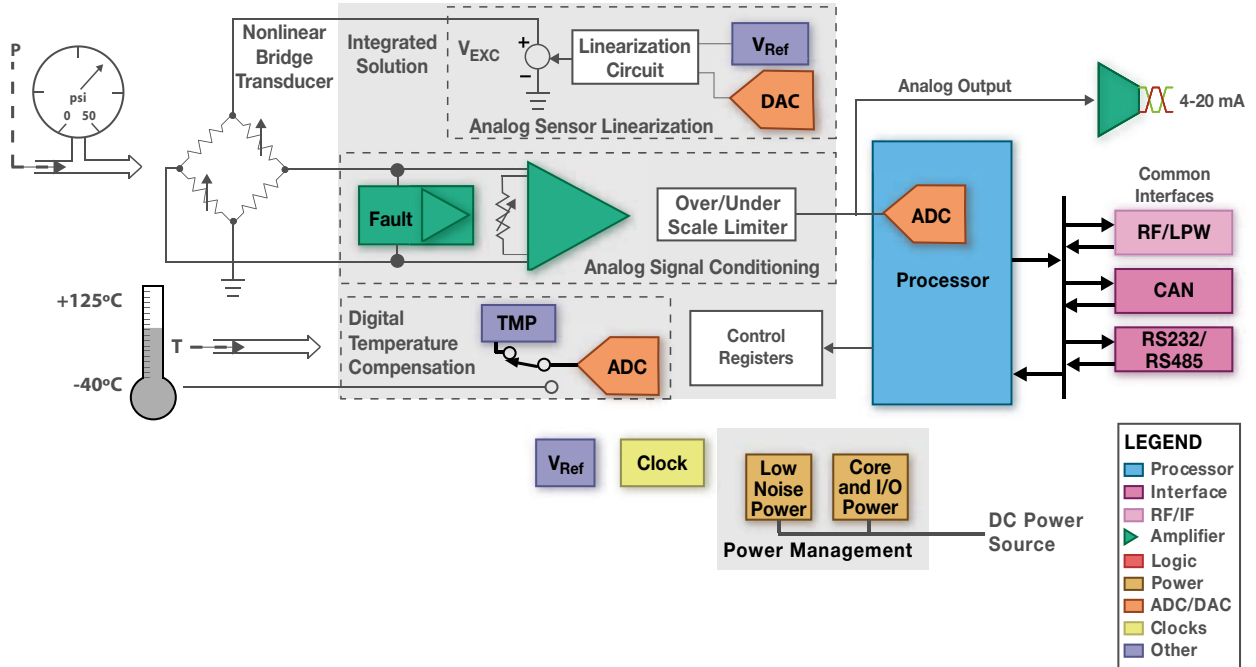 P
psi
0 50
Nonlinear
Bridge
Transducer
Integrated
Solution
VEXC
+
−
Linearization
Circuit
VRef
DAC
Analog Sensor Linearization
Analog Output
4-20 mA
Fault
Over/Under
Scale Limiter
Analog Signal Conditioning
ADC
Processor
Common
Interfaces
RF/LPW
CAN
RS232/
RS485
+125ºC
T
-40ºC
Digital
Temperature
Compensation
TMP
ADC
Control
Registers
VRef
Clock
Low
Noise
Power
Core
and I/O
Power
Power Management
DC Power
Source
LEGEND
Processor
Interface
RF/IF
Amplifier
Logic
Power
ADC/DAC
Clocks
Other